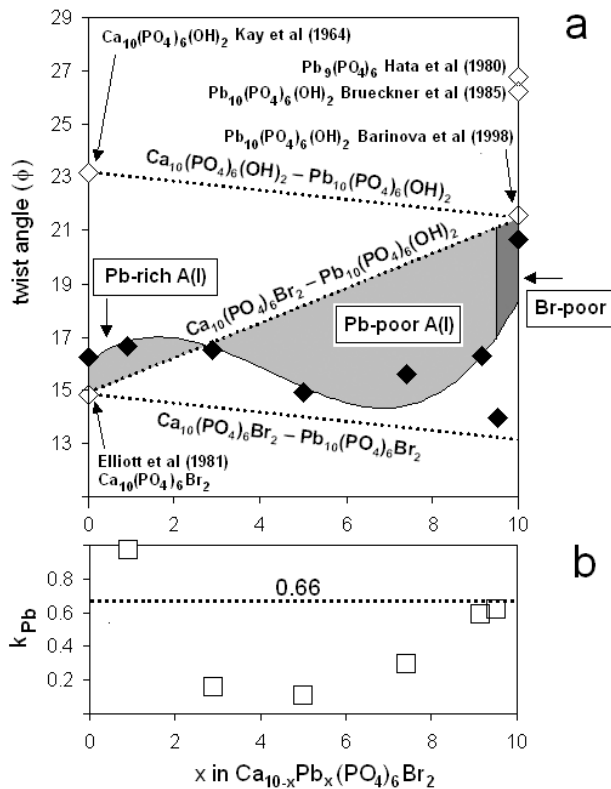 a
29
27
25
23
21
19
17
15
13
twist angle (ϕ)
Ca₁₀(PO₄)₆(OH)₂ Kay et al (1964)
Pb₉(PO₄)₆ Hata et al (1980)
Pb₁₀(PO₄)₆(OH)₂ Brueckner et al (1985)
Pb₁₀(PO₄)₆(OH)₂ Barinova et al (1998)
Ca₁₀(PO₄)₆(OH)₂ – Pb₁₀(PO₄)₆(OH)₂
Ca₁₀(PO₄)₆Br₂ – Pb₁₀(PO₄)₆(OH)₂
Pb-rich A(I)
Pb-poor A(I)
Br-poor
Ca₁₀(PO₄)₆Br₂ – Pb₁₀(PO₄)₆Br₂
Elliott et al (1981)
Ca₁₀(PO₄)₆Br₂
0 2 4 6 8 10
b
0.8
0.6
0.4
0.2
k_Pb
0.66
0 2 4 6 8 10
x in Ca₁₀₋ₓPbₓ(PO₄)₆Br₂